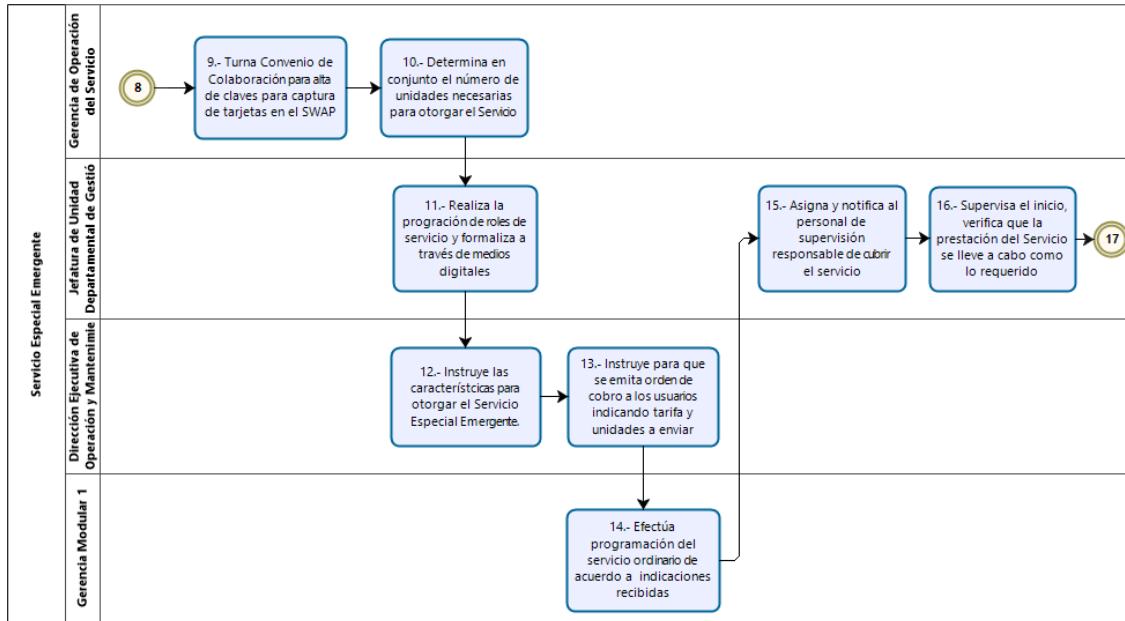 Servicio Especial Emergente
Gerencia de Operación
del Servicio
8
9.- Turna Convenio de
Colaboración para alta
de claves para captura
de tarjetas en el SWAP
10.- Determina en
conjunto el número de
unidades necesarias
para otorgar el Servicio
Jefatura de Unidad
Departamental de Gestió
11.- Realiza la
progración de roles de
servicio y formaliza a
través de medios
digitales
15.- Asigna y notifica al
personal de
supervisión
responsable de cubrir
el servicio
16.- Supervisa el inicio,
verifica que la
prestación del Servicio
se lleve a cabo como
lo requerido
17
Dirección Ejecutiva de
Operación y Mantenimie
12.- Instruye las
característcicas para
otorgar el Servicio
Especial Emergente.
13.- Instruye para que
se emita orden de
cobro a los usuarios
indicando tarifa y
unidades a enviar
Gerencia Modular 1
14.- Efectúa
programación del
servicio ordinario de
acuerdo a indicaciones
recibidas